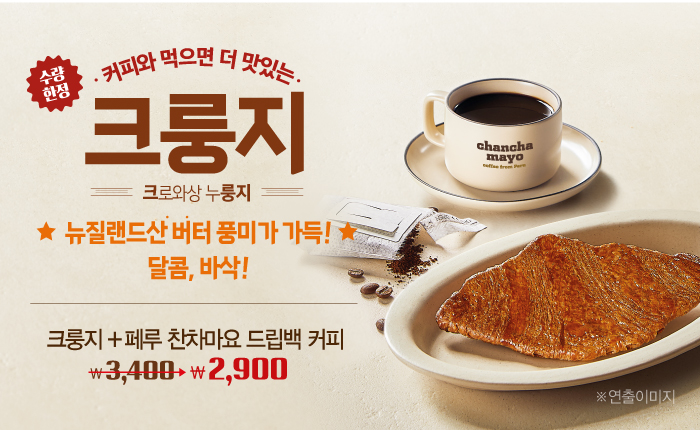 수량
한정
· 커피와 먹으면 더 맛있는 ·
크룽지
크로와상 누룽지
★ 뉴질랜드산 버터 풍미가 가득! ★
달콤, 바삭!
크룽지 + 페루 찬차마요 드립백 커피
₩ 3,400 → ₩ 2,900
chancha
mayo
coffee from Peru
※연출이미지